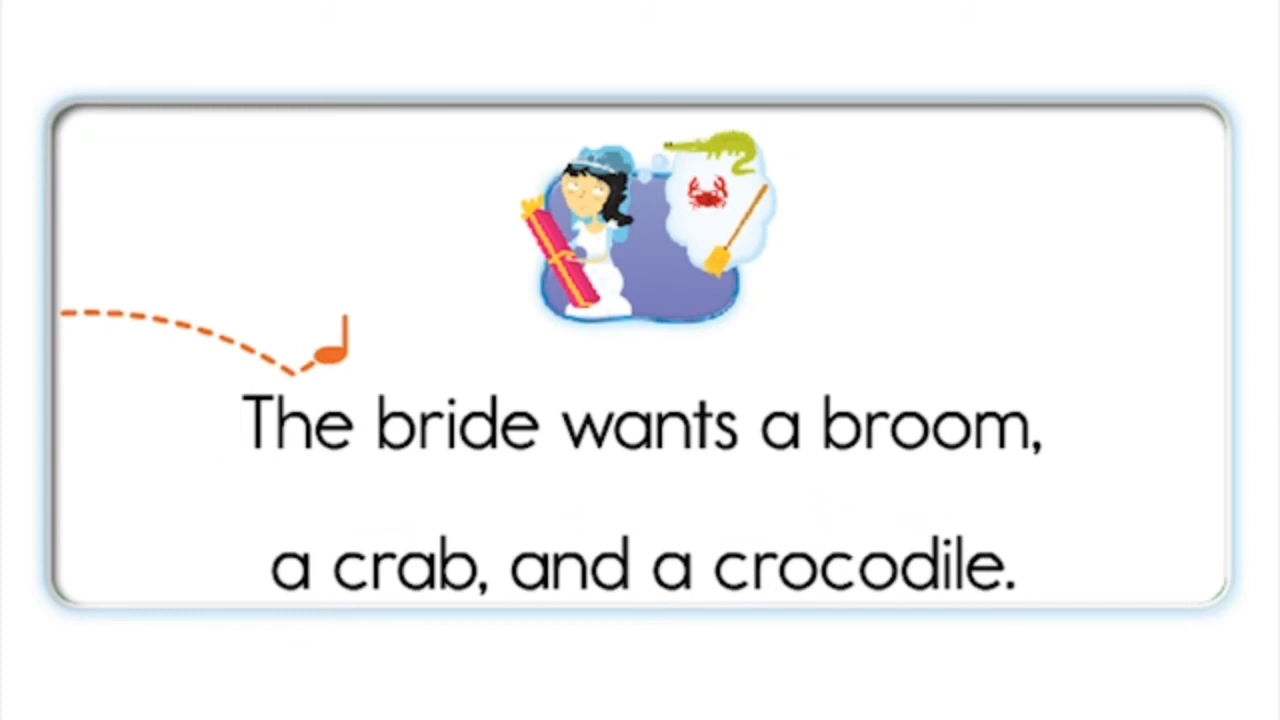 The bride wants a broom,
a crab, and a crocodile.